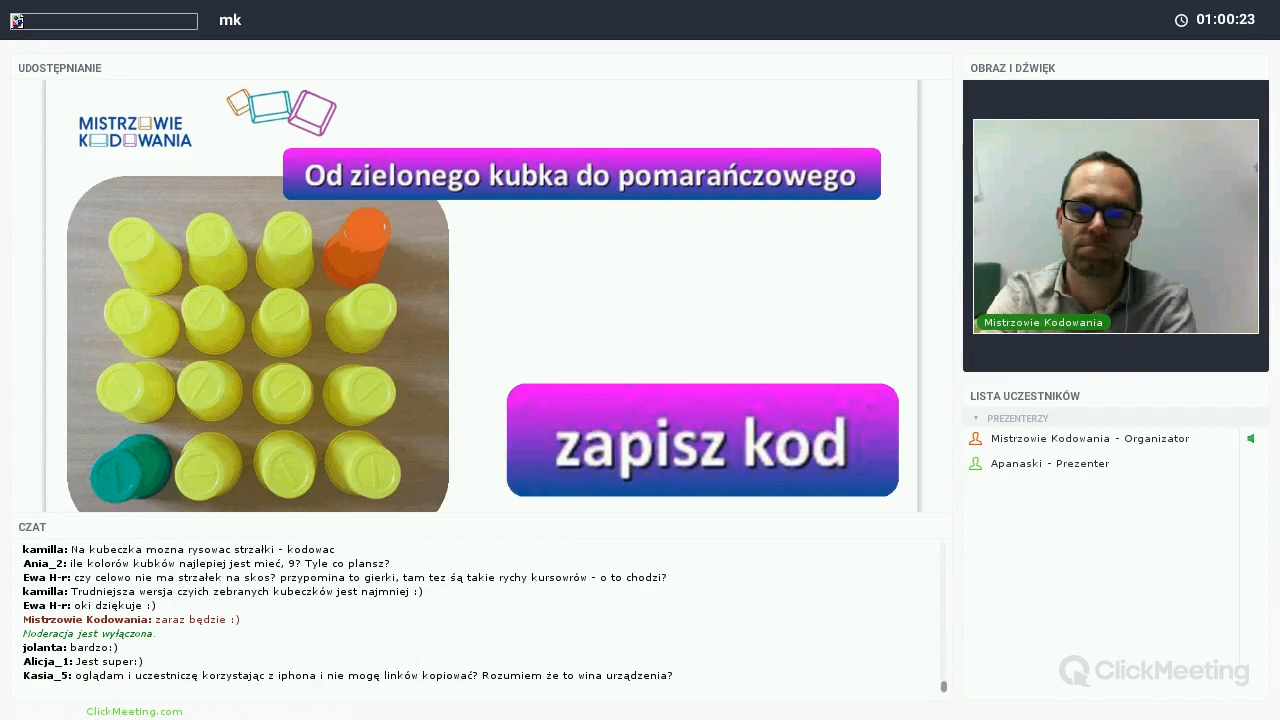 mk
01:00:23
UDOSTĘPNIANIE
MISTRZOWIE
KODOWANIA
Od zielonego kubka do pomarańczowego
zapisz kod
OBRAZ I DŹWIĘK
Mistrzowie Kodowania
LISTA UCZESTNIKÓW
PREZENTERZY
Mistrzowie Kodowania - Organizator
Apanaski - Prezenter
CZAT
kamilla: Na kubeczka mozna rysowac strzałki - kodowac
Ania_2: ile kolorów kubków najlepiej jest mieć, 9? Tyle co plansz?
Ewa H-r: czy celowo nie ma strzałek na skos? przypomina to gierki, tam tez śą takie rychy kursowrów - o to chodzi?
kamilla: Trudniejsza wersja czyich zebranych kubeczków jest najmniej :)
Ewa H-r: oki dziękuje :)
Mistrzowie Kodowania: zaraz będzie :)
Moderacja jest wyłączona.
jolanta: bardzo:)
Alicja_1: Jest super:)
Kasia_5: oglądam i uczestniczę korzystając z iphona i nie mogę linków kopiować? Rozumiem że to wina urządzenia?
ClickMeeting
ClickMeeting.com